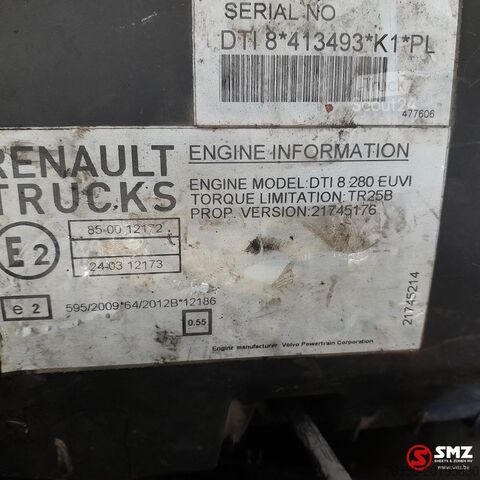 SERIAL NO
DTI 8*413493*K1*PL
Truck
Scout24
477606
RENAULT
TRUCKS
ENGINE INFORMATION
ENGINE MODEL:DTI 8 280 EUVI
TORQUE LIMITATION:TR25B
PROP. VERSION:21745176
E2
85-00 12172
24-03 12173
e 2
595/2009*64/2012B*12186
0.55
21745214
Engine manufacturer: Volvo Powertrain Corporation
SMZ